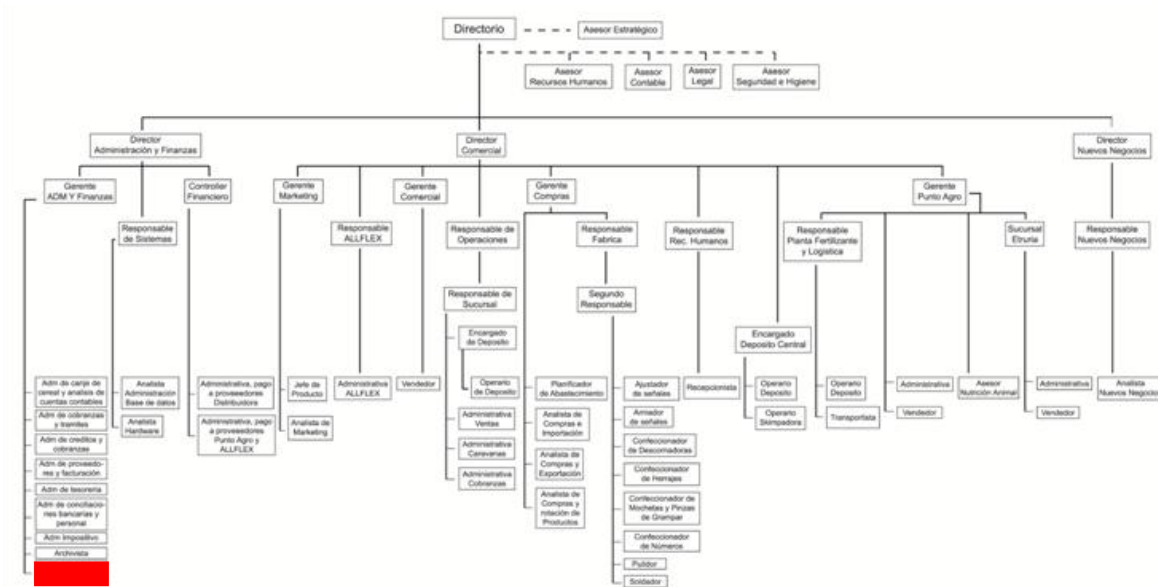 Directorio
Asesor Estratégico
Asesor
Recursos Humanos
Asesor
Contable
Asesor
Legal
Asesor
Seguridad e Higiene
Director
Administración y Finanzas
Director
Comercial
Director
Nuevos Negocios
Gerente
ADM Y Finanzas
Controller
Financiero
Gerente
Marketing
Gerente
Comercial
Gerente
Compras
Gerente
Punto Agro
Responsable
de Sistemas
Responsable
ALLFLEX
Responsable de
Operaciones
Responsable
Fabrica
Responsable
Rec. Humanos
Responsable
Planta Fertilizante
y Logística
Sucursal
Etruria
Responsable
Nuevos Negocios
Responsable de
Sucursal
Segundo
Responsable
Encargado
de Deposito
Encargado
Deposito Central
Adm de canje de
cereal y analisis de
cuentas contables
Adm de cobranzas
y tramites
Adm de creditos y
cobranzas
Adm de proveedo-
res y facturación
Adm de tesoreria
Adm de conciliacio-
nes bancarias y
personal
Adm Impositivo
Archivista
Analista
Administración
Base de datos
Analista
Hardware
Administrativa, pago
a proveedores
Distribuidora
Administrativa, pago
a proveedores
Punto Agro y
ALLFLEX
Jefe de
Producto
Analista de
Marketing
Administrativa
ALLFLEX
Vendedor
Operario
de Deposito
Administrativa
Ventas
Administrativa
Caravanas
Administrativa
Cobranzas
Planificador
de Abastecimiento
Analista de
Compras e
Importación
Analista de
Compras y
Exportación
Analista de
Compras y
rotación de
Productos
Ajustador
de señales
Armador
de señales
Confeccionador
de Descornadoras
Confeccionador
de Herrajes
Confeccionador de
Mochetas y Pinzas
de Grampar
Confeccionador
de Números
Pulidor
Soldador
Recepcionista
Operario
Deposito
Operario
Skimpadora
Operario
Deposito
Transportista
Administrativa
Vendedor
Asesor
Nutrición Animal
Administrativa
Vendedor
Analista
Nuevos Negocio